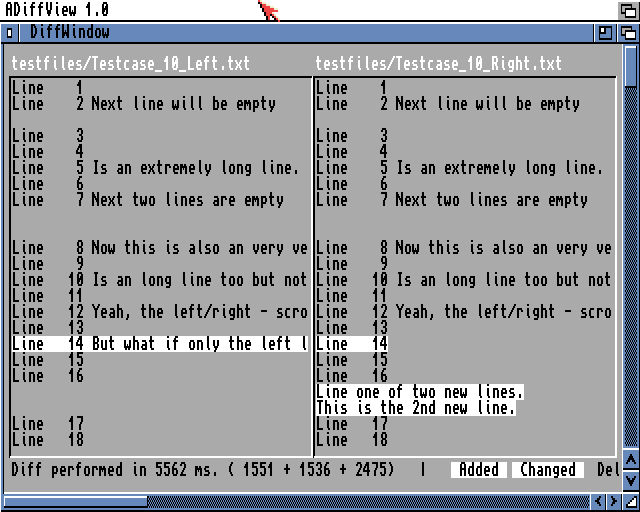 ADiffView 1.0
DiffWindow
testfiles/Testcase_10_Left.txt testfiles/Testcase_10_Right.txt
Line 1 Line 1
Line 2 Next line will be empty Line 2 Next line will be empty
Line 3 Line 3
Line 4 Line 4
Line 5 Is an extremely long line. Line 5 Is an extremely long line.
Line 6 Line 6
Line 7 Next two lines are empty Line 7 Next two lines are empty
Line 8 Now this is also an very ve Line 8 Now this is also an very ve
Line 9 Line 9
Line 10 Is an long line too but not Line 10 Is an long line too but not
Line 11 Line 11
Line 12 Yeah, the left/right - scro Line 12 Yeah, the left/right - scro
Line 13 Line 13
Line 14 But what if only the left l Line 14
Line 15 Line 15
Line 16 Line 16
Line one of two new lines.
This is the 2nd new line.
Line 17 Line 17
Line 18 Line 18
Diff performed in 5562 ms. ( 1551 + 1536 + 2475) | Added Changed Del